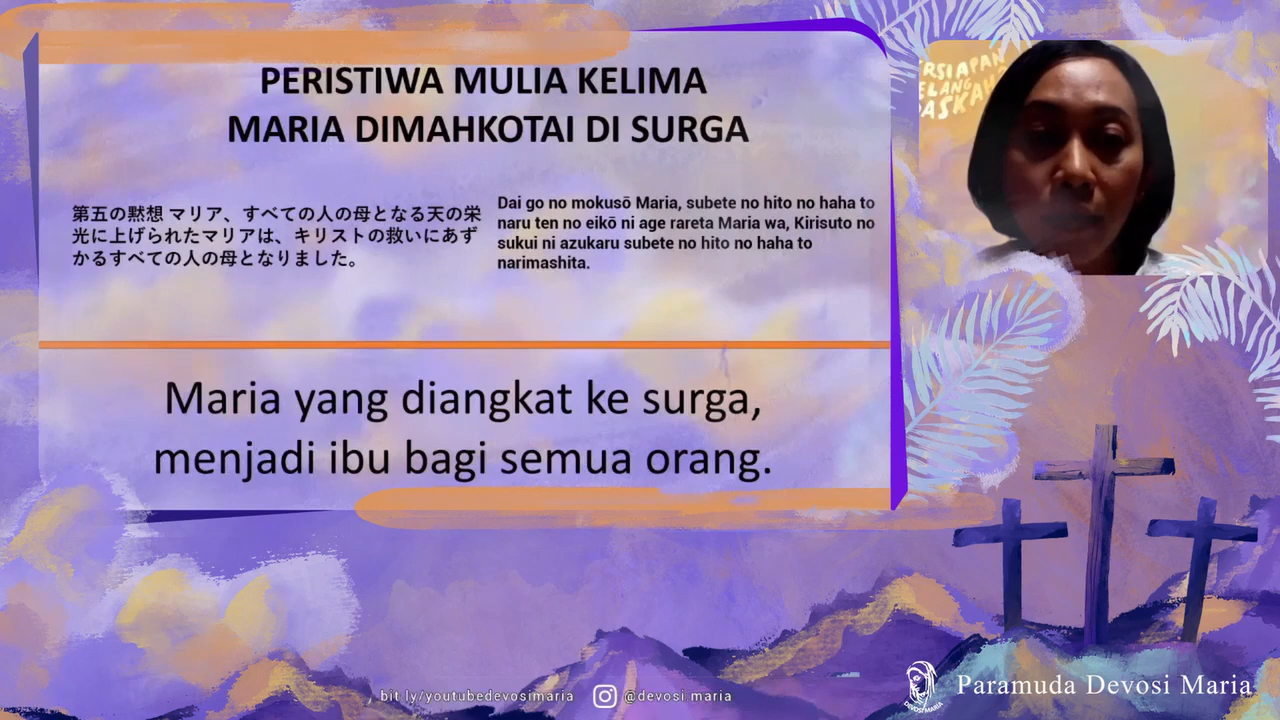 PERISTIWA MULIA KELIMA
MARIA DIMAHKOTAI DI SURGA
第五の黙想 マリア、すべての人の母となる天の栄
光に上げられたマリアは、キリストの救いにあず
かるすべての人の母となりました。
Dai go no mokusō Maria, subete no hito no haha to
naru ten no eikō ni age rareta Maria wa, Kirisuto no
sukui ni azukaru subete no hito no haha to
narimashita.
Maria yang diangkat ke surga,
menjadi ibu bagi semua orang.
/ bit ly/youtubedevosimaria
@devosi maria
DEVOSI MARIA
Paramuda Devosi Maria